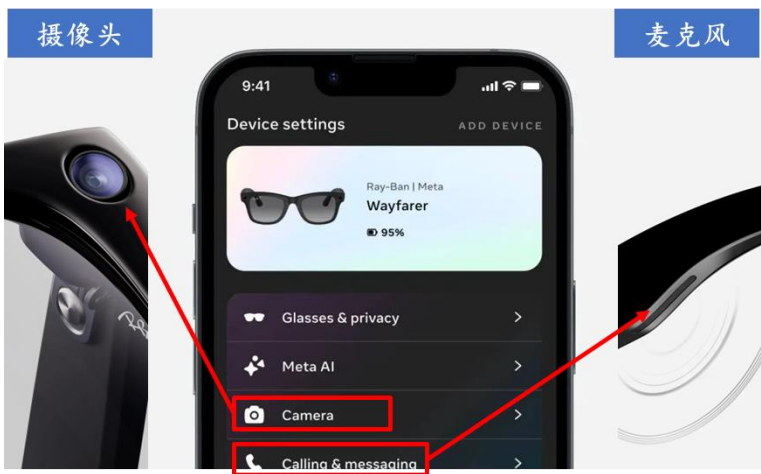 摄像头
麦克风
9:41
Device settings
ADD DEVICE
Ray-Ban | Meta
Wayfarer
95%
Glasses & privacy
Meta AI
Camera
Calling & messaging